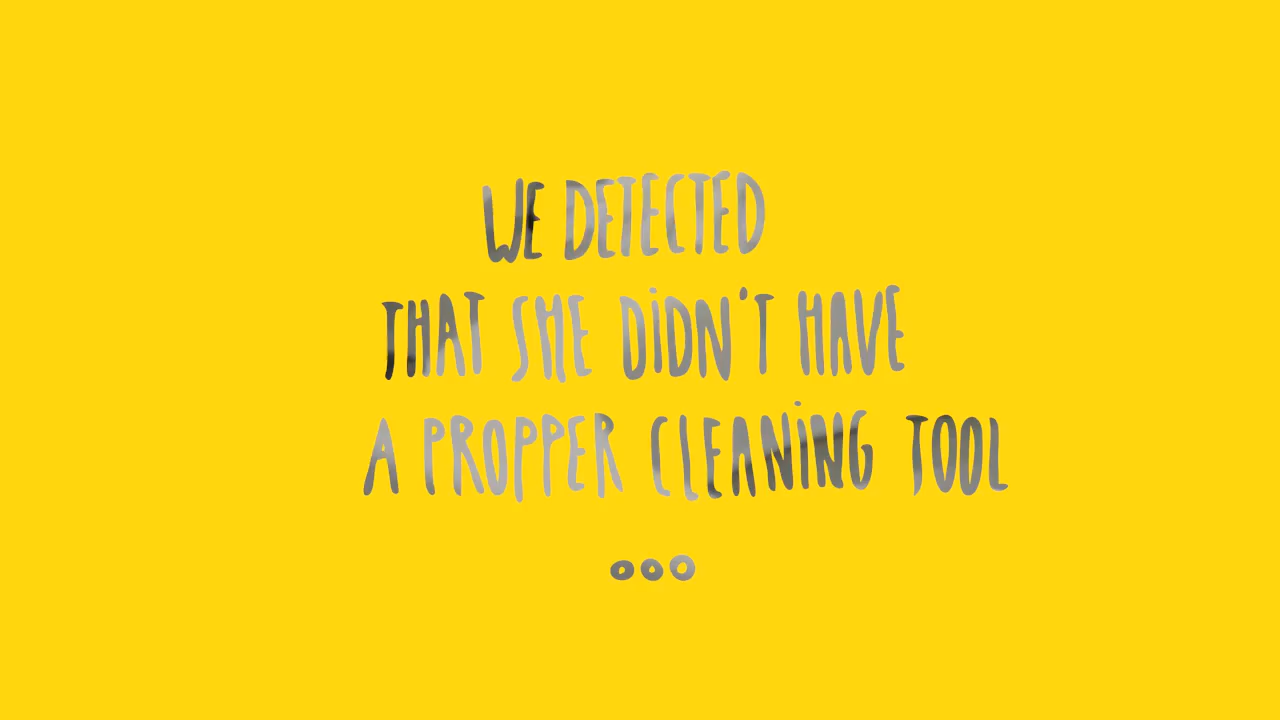 WE DETECTED
THAT SHE DIDN'T HAVE
A PROPPER CLEANING TOOL
...